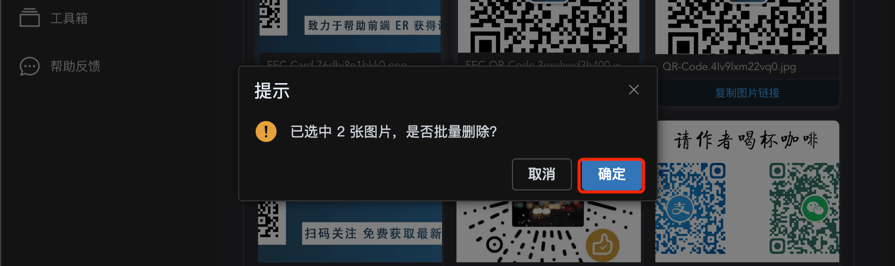 工具箱
帮助反馈
致力于帮助前端 ER 获得
QR-Code.4lv9lxm22vq0.jpg
复制图片链接
提示
已选中 2 张图片，是否批量删除?
取消
确定
请作者喝杯咖啡
扫码关注 免费获取最新